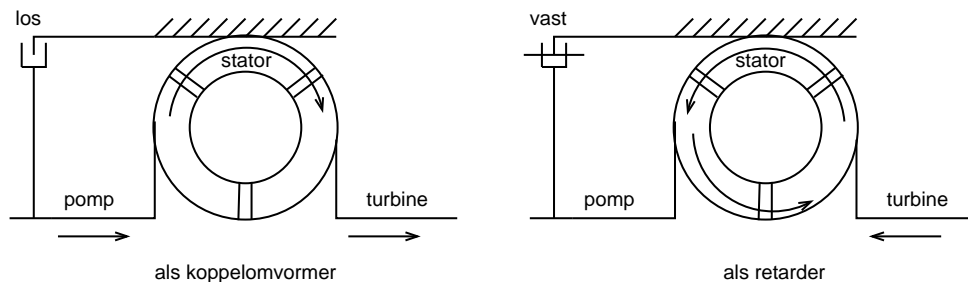 los
stator
pomp
turbine
als koppelomvormer
vast
stator
pomp
turbine
als retarder